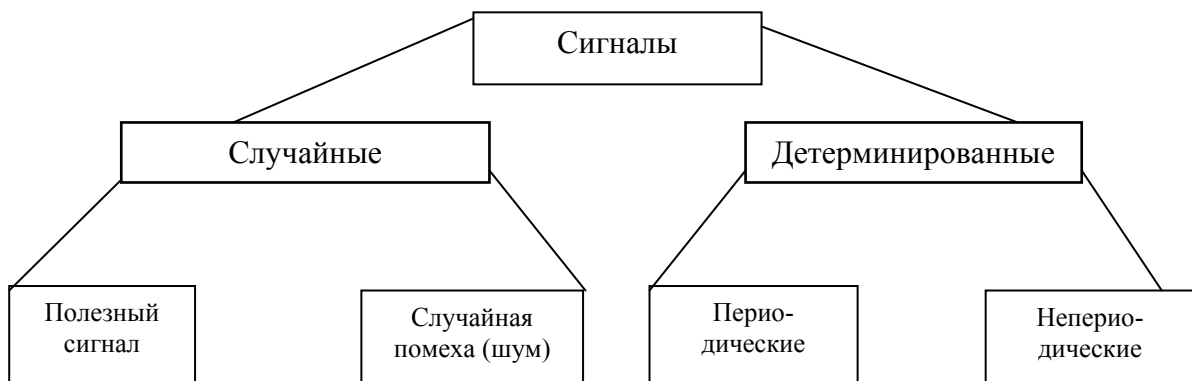 Сигналы
Случайные
Детерминированные
Полезный
сигнал
Случайная
помеха (шум)
Перио-
дические
Неперио-
дические